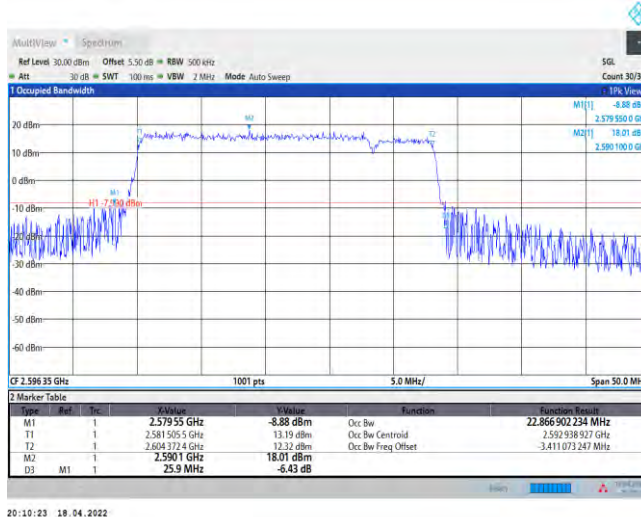 MultiView Spectrum
Ref Level 30.00 dBm Offset 5.50 dB RBW 500 kHz SGL
Att 30 dB SWT 100 ms VBW 2 MHz Mode Auto Sweep Count 30/3
1 Occupied Bandwidth 1Pk View
M1[1] -8.88 dB
2.579 550 0 G
M2[1] 18.01 dB
2.590 100 0 G
M2
T1
T2
20 dBm
10 dBm
0 dBm
M1
-10 dBm
-20 dBm
-30 dBm
-40 dBm
-50 dBm
-60 dBm
CF 2.596 35 GHz 1001 pts 5.0 MHz/ Span 50.0 MH
2 Marker Table
Type Ref Trc X-Value Y-Value Function Function Result
M1 1 2.579 55 GHz -8.88 dBm Occ Bw 22.866 902 234 MHz
T1 1 2.581 505 5 GHz 13.19 dBm Occ Bw Centroid 2.592 938 927 GHz
T2 1 2.604 372 4 GHz 12.32 dBm Occ Bw Freq Offset -3.411 073 247 MHz
M2 1 2.590 1 GHz 18.01 dBm
D3 M1 1 25.9 MHz -6.43 dB
20:10:23 18.04.2022